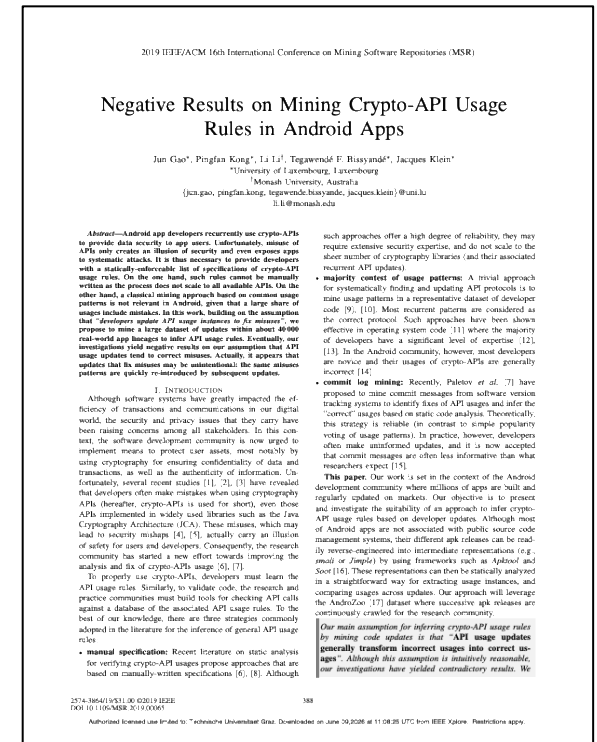 2019 IEEE/ACM 16th International Conference on Mining Software Repositories (MSR)
Negative Results on Mining Crypto-API Usage
Rules in Android Apps
Jun Gao*, Pingfan Kong*, Li Li†, Tegawendé F. Bissyandé*, Jacques Klein*
*University of Luxembourg, Luxembourg
†Monash University, Australia
{jun.gao, pingfan.kong, tegawende.bissyande, jacques.klein}@uni.lu
li.li@monash.edu
Abstract—Android app developers recurrently use crypto-APIs
to provide data security to app users. Unfortunately, misuse of
APIs only creates an illusion of security and even exposes apps
to systematic attacks. It is thus necessary to provide developers
with a statically-enforceable list of specifications of crypto-API
usage rules. On the one hand, such rules cannot be manually
written as the process does not scale to all available APIs. On the
other hand, a classical mining approach based on common usage
patterns is not relevant in Android, given that a large share of
usages include mistakes. In this work, building on the assumption
that "developers update API usage instances to fix misuses", we
propose to mine a large dataset of updates within about 40 000
real-world app lineages to infer API usage rules. Eventually, our
investigations yield negative results on our assumption that API
usage updates tend to correct misuses. Actually, it appears that
updates that fix misuses may be unintentional: the same misuses
patterns are quickly re-introduced by subsequent updates.
I. INTRODUCTION
Although software systems have greatly impacted the ef-
ficiency of transactions and communications in our digital
world, the security and privacy issues that they carry have
been raising concerns among all stakeholders. In this con-
text, the software development community is now urged to
implement means to protect user assets, most notably by
using cryptography for ensuring confidentiality of data and
transactions, as well as the authenticity of information. Un-
fortunately, several recent studies [1], [2], [3] have revealed
that developers often make mistakes when using cryptography
APIs (hereafter, crypto-APIs is used for short), even those
APIs implemented in widely used libraries such as the Java
Cryptography Architecture (JCA). These misuses, which may
lead to security mishaps [4], [5], actually carry an illusion
of safety for users and developers. Consequently, the research
community has started a new effort towards improving the
analysis and fix of crypto-APIs usage [6], [7].
To properly use crypto-APIs, developers must learn the
API usage rules. Similarly, to validate code, the research and
practice communities must build tools for checking API calls
against a database of the associated API usage rules. To the
best of our knowledge, there are three strategies commonly
adopted in the literature for the inference of general API usage
rules
• manual specification: Recent literature on static analysis
for verifying crypto-API usage propose approaches that are
based on manually-written specifications [6], [8]. Although
such approaches offer a high degree of reliability, they may
require extensive security expertise, and do not scale to the
sheer number of cryptography libraries (and their associated
recurrent API updates).
• majority contest of usage patterns: A trivial approach
for systematically finding and updating API protocols is to
mine usage patterns in a representative dataset of developer
code [9], [10]. Most recurrent patterns are considered as
the correct protocol. Such approaches have been shown
effective in operating system code [11] where the majority
of developers have a significant level of expertise [12],
[13]. In the Android community, however, most developers
are novice and their usages of crypto-APIs are generally
incorrect [14]
• commit log mining: Recently, Paletov et al. [7] have
proposed to mine commit messages from software version
tracking systems to identify fixes of API usages and infer the
"correct" usages based on static code analysis. Theoretically,
this strategy is reliable (in contrast to simple popularity
voting of usage patterns). In practice, however, developers
often make uninformed updates, and it is now accepted
that commit messages are often less informative than what
researchers expect [15].
This paper. Our work is set in the context of the Android
development community where millions of apps are built and
regularly updated on markets. Our objective is to present
and investigate the suitability of an approach to infer crypto-
API usage rules based on developer updates. Although most
of Android apps are not associated with public source code
management systems, their different apk releases can be read-
ily reverse-engineered into intermediate representations (e.g.,
smali or Jimple) by using frameworks such as Apktool and
Soot [16]. These representations can then be statically analyzed
in a straightforward way for extracting usage instances, and
comparing usages across updates. Our approach will leverage
the AndroZoo [17] dataset where successive apk releases are
continuously crawled for the research community.
Our main assumption for inferring crypto-API usage rules
by mining code updates is that "API usage updates
generally transform incorrect usages into correct us-
ages". Although this assumption is intuitively reasonable,
our investigations have yielded contradictory results. We
2574-3864/19/$31.00 ©2019 IEEE
DOI 10.1109/MSR.2019.00065
388
Authorized licensed use limited to: Technische Universitaet Graz. Downloaded on June 09,2026 at 11:08:25 UTC from IEEE Xplore. Restrictions apply.